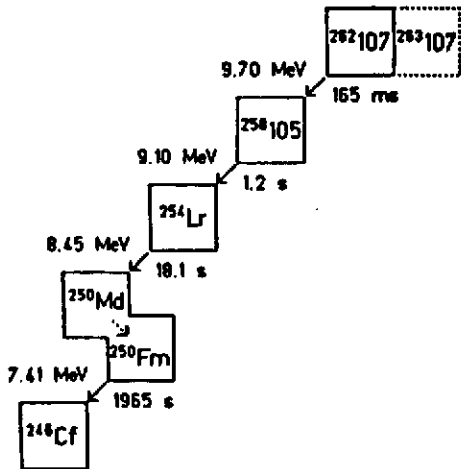 ²⁶²107 ²⁶³107
9.70 MeV
165 ms
²⁵⁸105
9.10 MeV
1.2 s
²⁵⁴Lr
8.45 MeV
18.1 s
²⁵⁰Md
²⁵⁰Fm
7.41 MeV
1965 s
²⁴⁶Cf